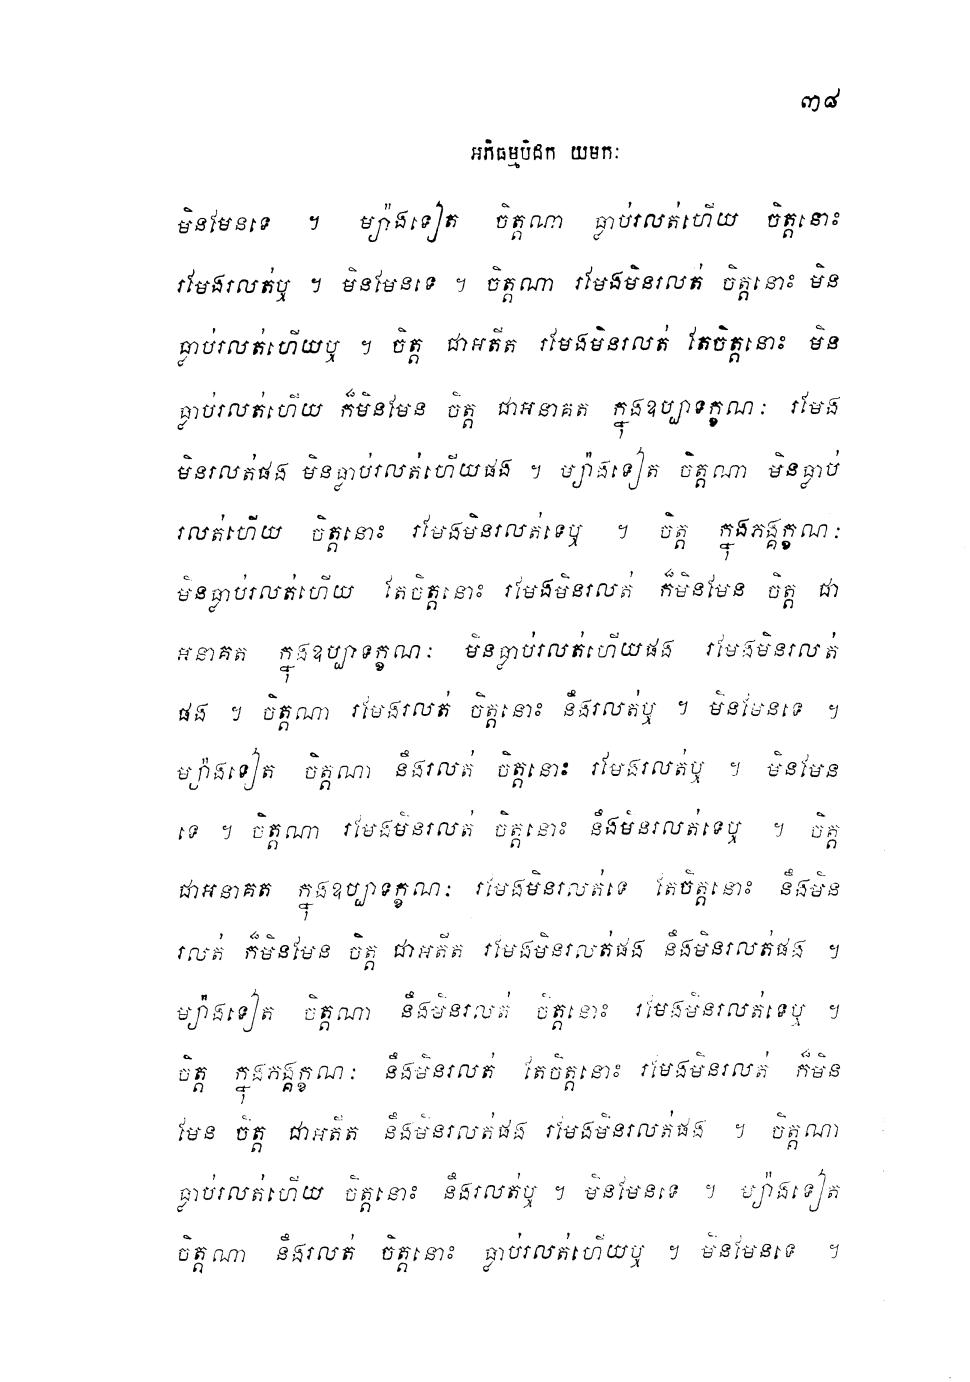 ៣៨
អភិធម្មបិដក យមកៈ
មិនមែនទេ ។ ម្យ៉ាងទៀត ចិត្តណា ធ្លាប់រលត់ហើយ ចិត្តនោះ
រមែងរលត់ឬ ។ មិនមែនទេ ។ ចិត្តណា រមែងមិនរលត់ ចិត្តនោះ មិន
ធ្លាប់រលត់ហើយឬ ។ ចិត្ត ជាអតីត រមែងមិនរលត់ តែចិត្តនោះ មិន
ធ្លាប់រលត់ហើយ ក៏មិនមែន ចិត្ត ជាអនាគត ក្នុងឧប្បាទក្ខណៈ រមែង
មិនរលត់ផង មិនធ្លាប់រលត់ហើយផង ។ ម្យ៉ាងទៀត ចិត្តណា មិនធ្លាប់
រលត់ហើយ ចិត្តនោះ រមែងមិនរលត់ទេឬ ។ ចិត្ត ក្នុងភង្គក្ខណៈ
មិនធ្លាប់រលត់ហើយ តែចិត្តនោះ រមែងមិនរលត់ ក៏មិនមែន ចិត្ត ជា
អនាគត ក្នុងឧប្បាទក្ខណៈ មិនធ្លាប់រលត់ហើយផង រមែងមិនរលត់
ផង ។ ចិត្តណា រមែងរលត់ ចិត្តនោះ នឹងរលត់ឬ ។ មិនមែនទេ ។
ម្យ៉ាងទៀត ចិត្តណា នឹងរលត់ ចិត្តនោះ រមែងរលត់ឬ ។ មិនមែន
ទេ ។ ចិត្តណា រមែងមិនរលត់ ចិត្តនោះ នឹងមិនរលត់ទេឬ ។ ចិត្ត
ជាអនាគត ក្នុងឧប្បាទក្ខណៈ រមែងមិនរលត់ទេ តែចិត្តនោះ នឹងមិន
រលត់ ក៏មិនមែន ចិត្ត ជាអតីត រមែងមិនរលត់ផង នឹងមិនរលត់ផង ។
ម្យ៉ាងទៀត ចិត្តណា នឹងមិនរលត់ ចិត្តនោះ រមែងមិនរលត់ទេឬ ។
ចិត្ត ក្នុងភង្គក្ខណៈ នឹងមិនរលត់ តែចិត្តនោះ រមែងមិនរលត់ ក៏មិន
មែន ចិត្ត ជាអតីត នឹងមិនរលត់ផង រមែងមិនរលត់ផង ។ ចិត្តណា
ធ្លាប់រលត់ហើយ ចិត្តនោះ នឹងរលត់ឬ ។ មិនមែនទេ ។ ម្យ៉ាងទៀត
ចិត្តណា នឹងរលត់ ចិត្តនោះ ធ្លាប់រលត់ហើយឬ ។ មិនមែនទេ ។